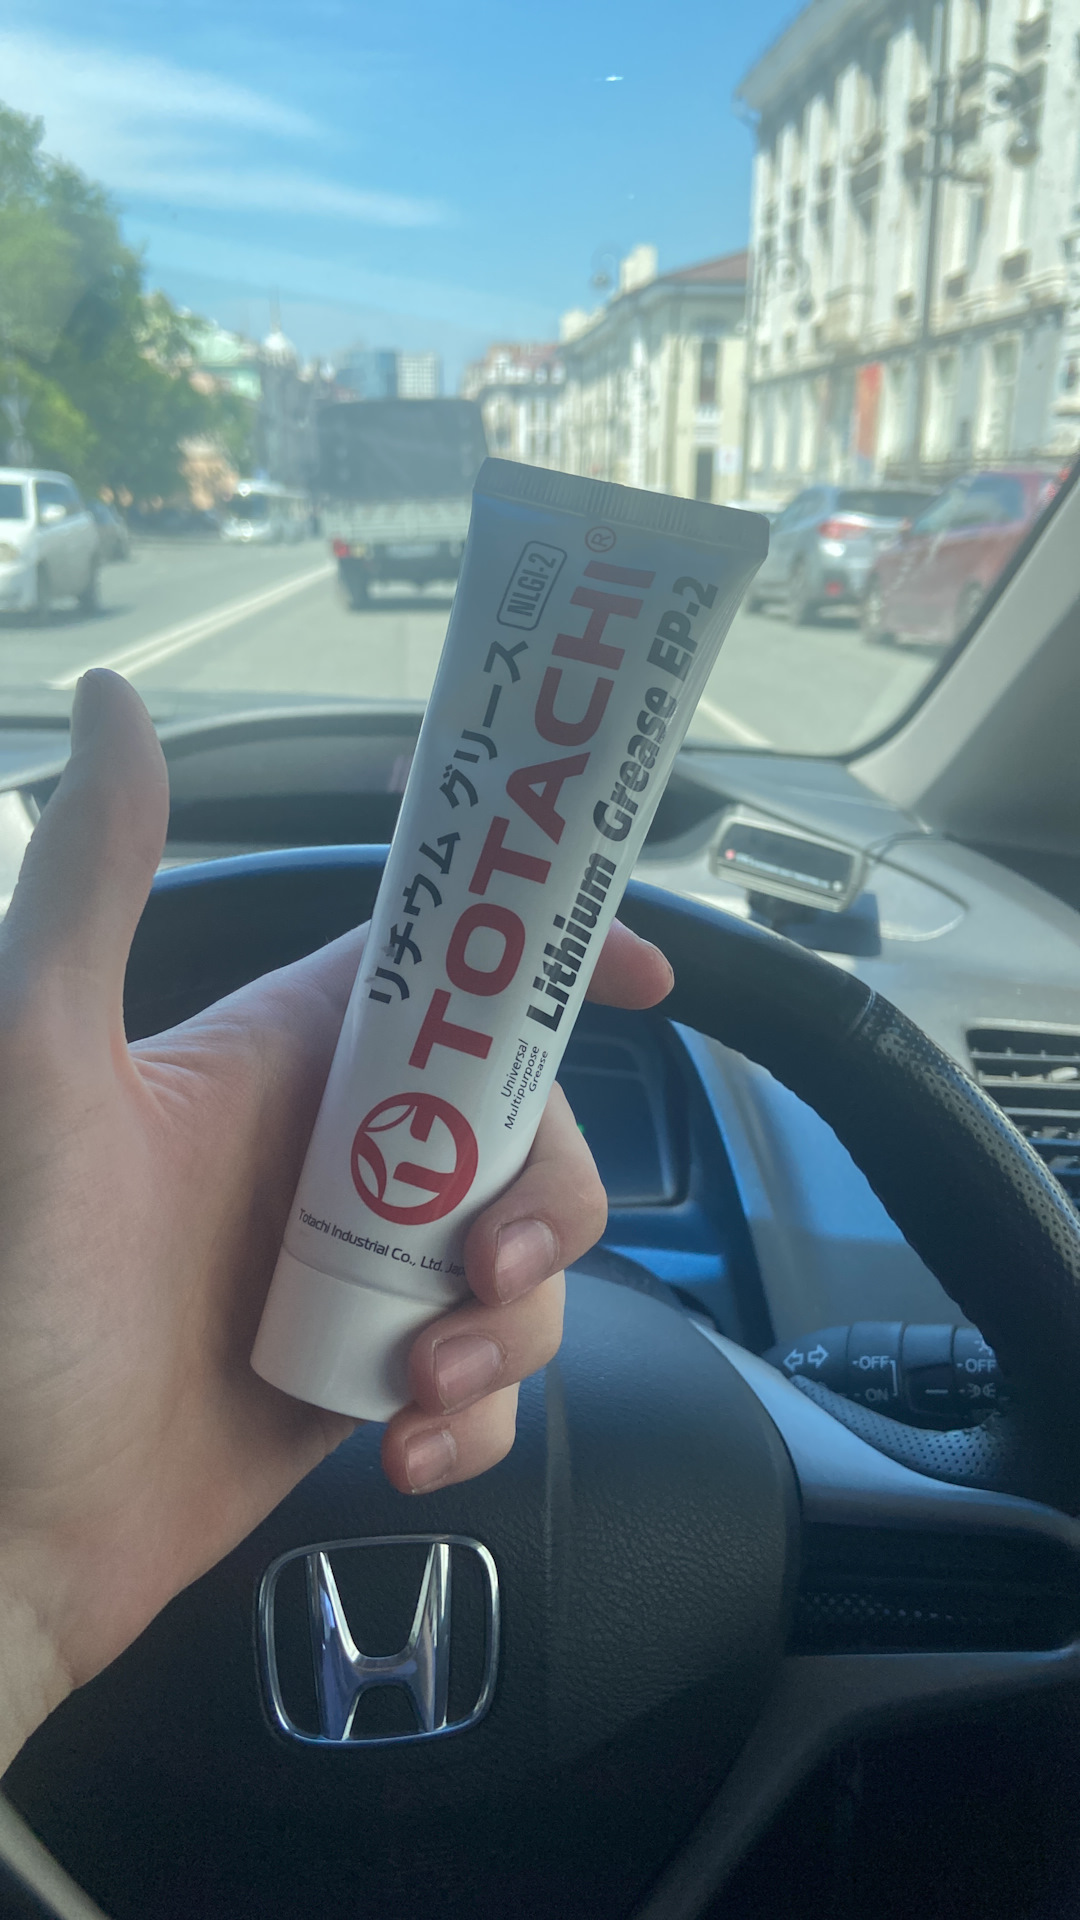 NLGI-2
リチウム グリース
TOTACHI®
Lithium Grease EP-2
Universal
Multipurpose
Grease
Totachi Industrial Co., Ltd.
-OFF
-OFF
ON